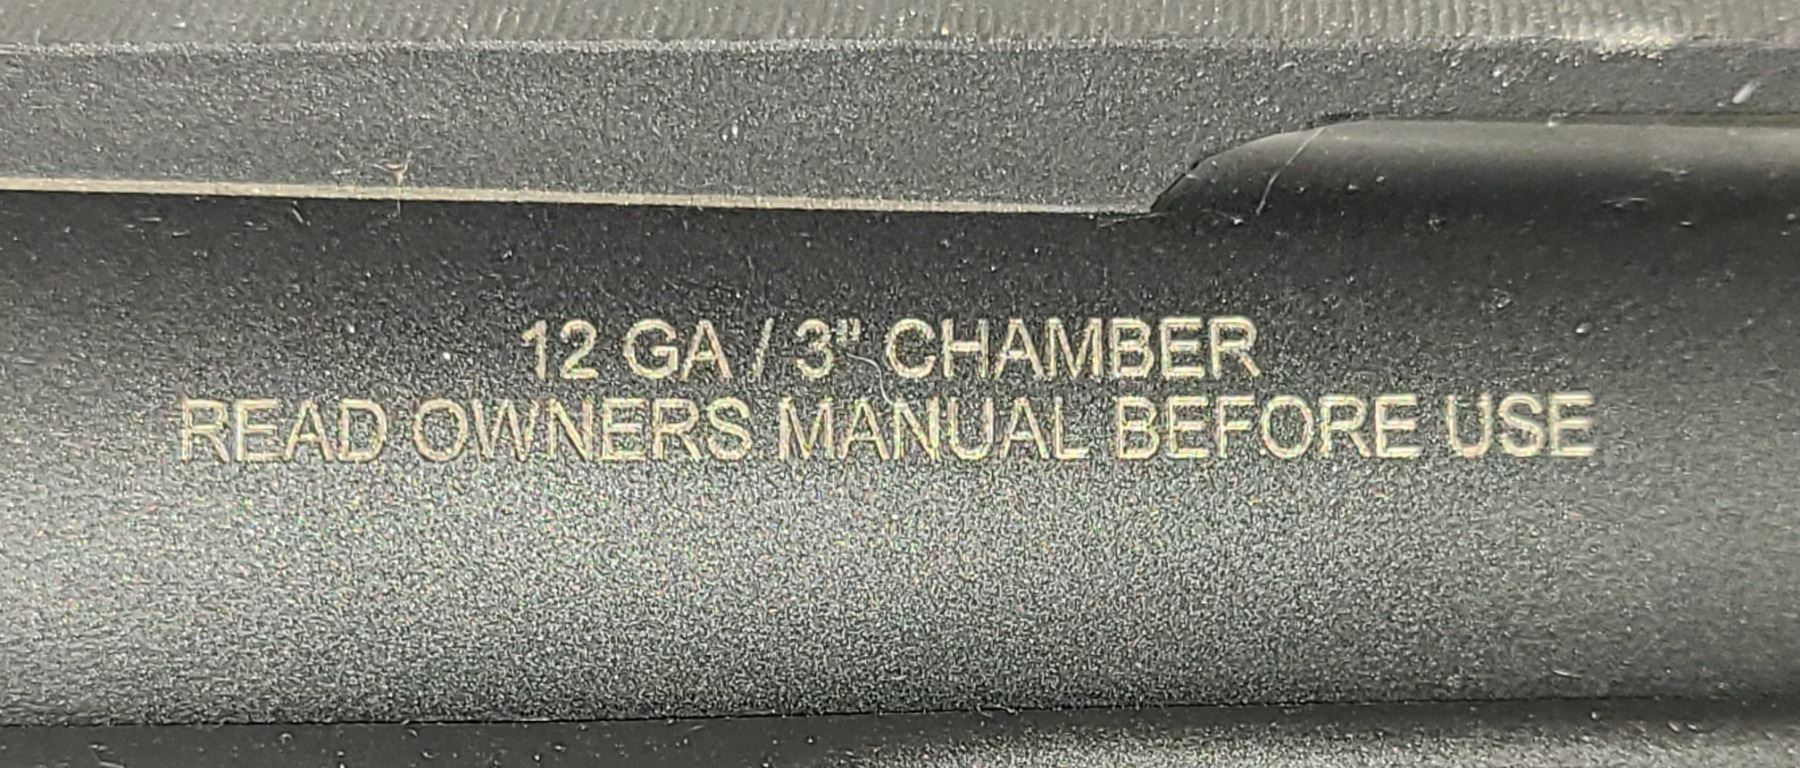 12 GA / 3" CHAMBER
READ OWNERS MANUAL BEFORE USE